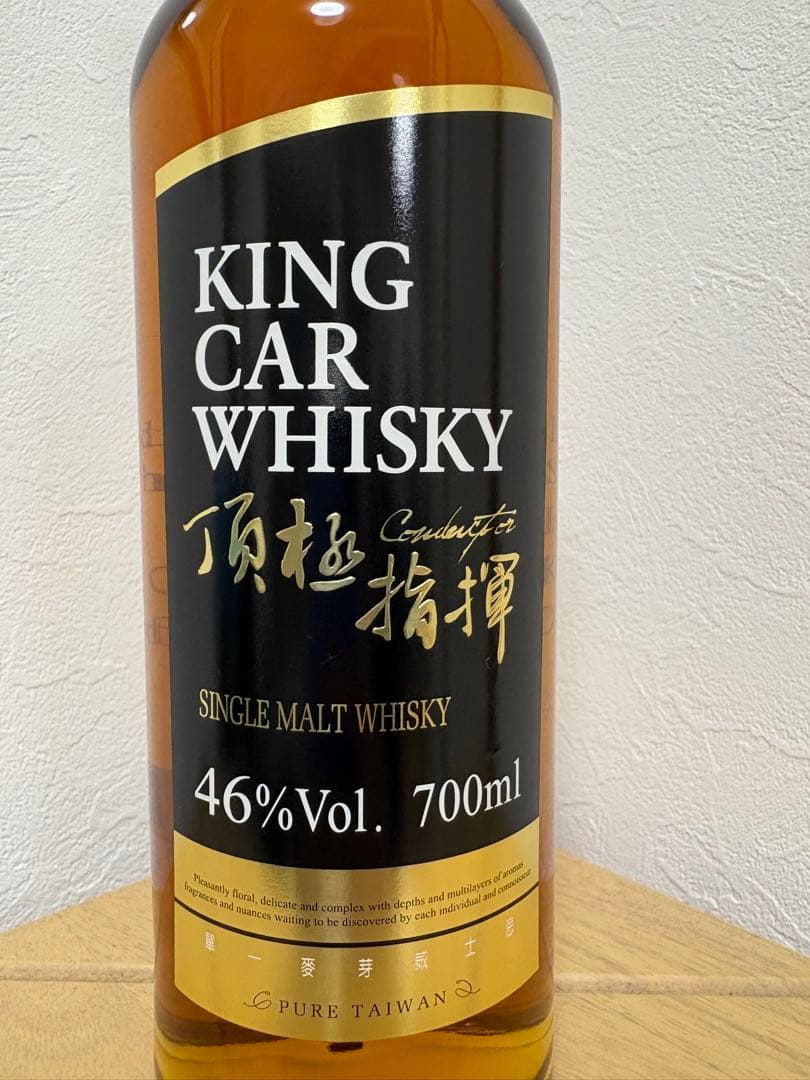 KING
CAR
WHISKY
頂極
Conductor
指揮
SINGLE MALT WHISKY
46%Vol. 700ml
Pleasantly floral, delicate and complex with depths and multilayers of aromas
fragrances and nuances waiting to be discovered by each individual and connoisseur
單一麥芽威士忌
PURE TAIWAN